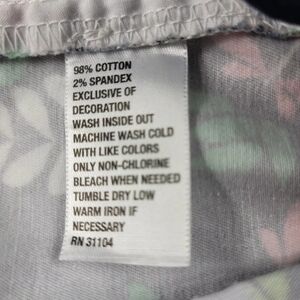 98% COTTON
2% SPANDEX
EXCLUSIVE OF
DECORATION
WASH INSIDE OUT
MACHINE WASH COLD
WITH LIKE COLORS
ONLY NON-CHLORINE
BLEACH WHEN NEEDED
TUMBLE DRY LOW
WARM IRON IF
NECESSARY
RN 31104